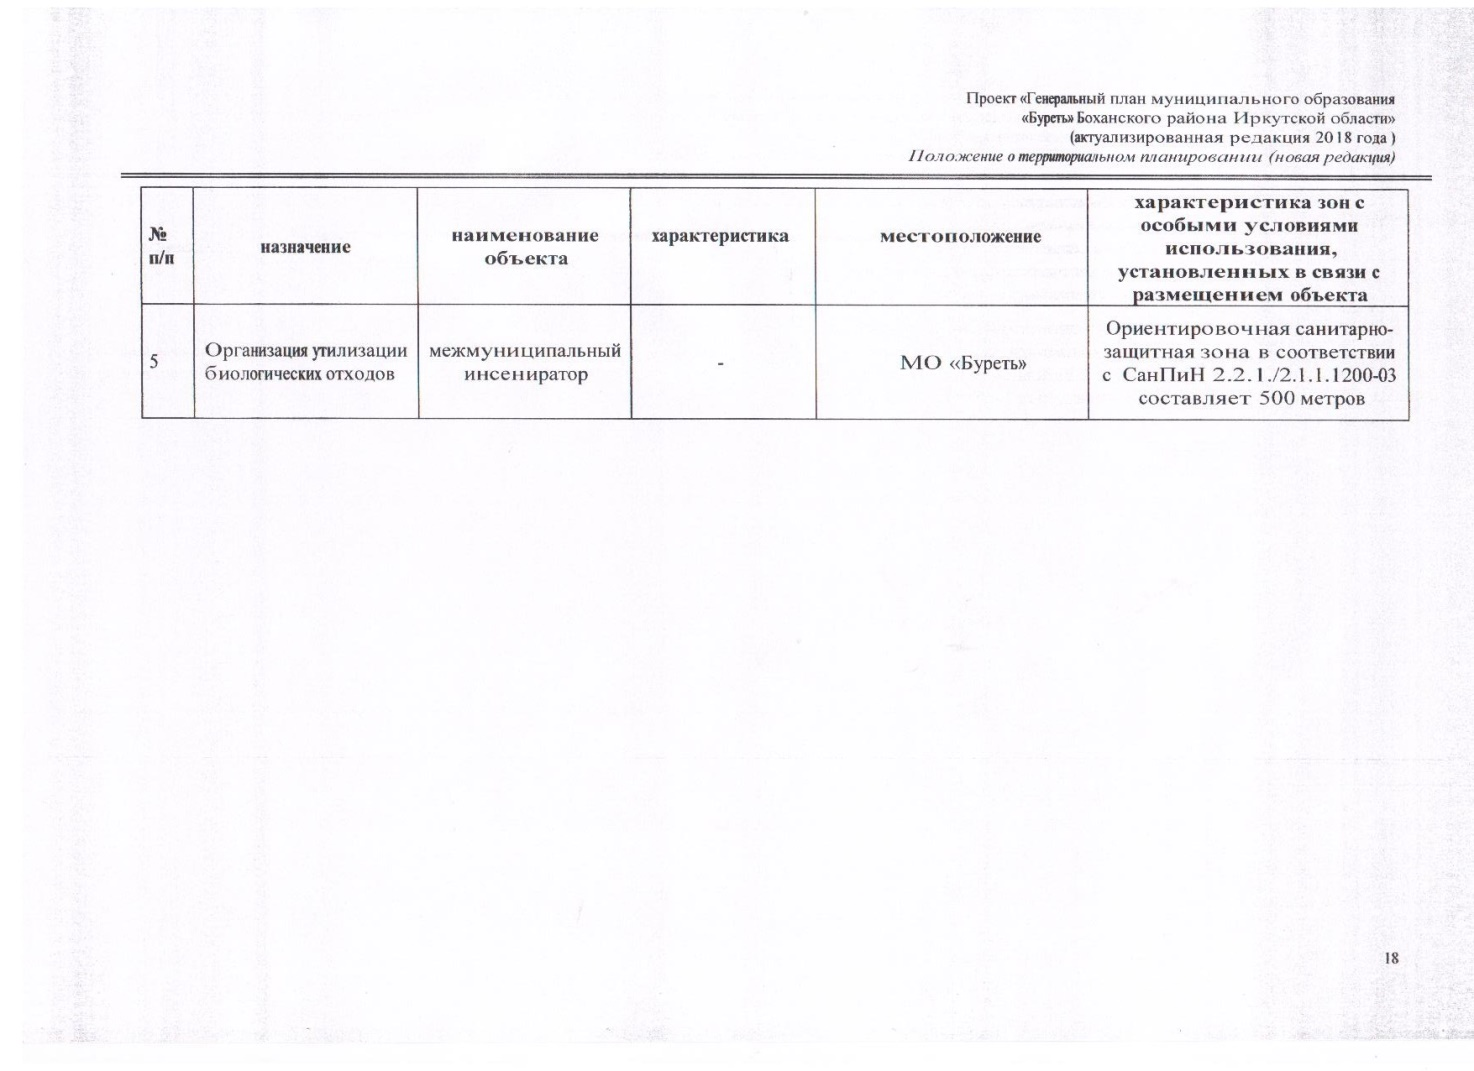 Проект «Генеральный план муниципального образования
«Буреть» Боханского района Иркутской области»
(актуализированная редакция 2018 года )
Положение о территориальном планировании (новая редакция)
№
п/п
назначение
наименование
объекта
характеристика
местоположение
характеристика зон с
особыми условиями
использования,
установленных в связи с
размещением объекта
5
Организация утилизации
биологических отходов
межмуниципальный
инсениратор
-
МО «Буреть»
Ориентировочная санитарно-
защитная зона в соответствии
с СанПиН 2.2.1./2.1.1.1200-03
составляет 500 метров
18